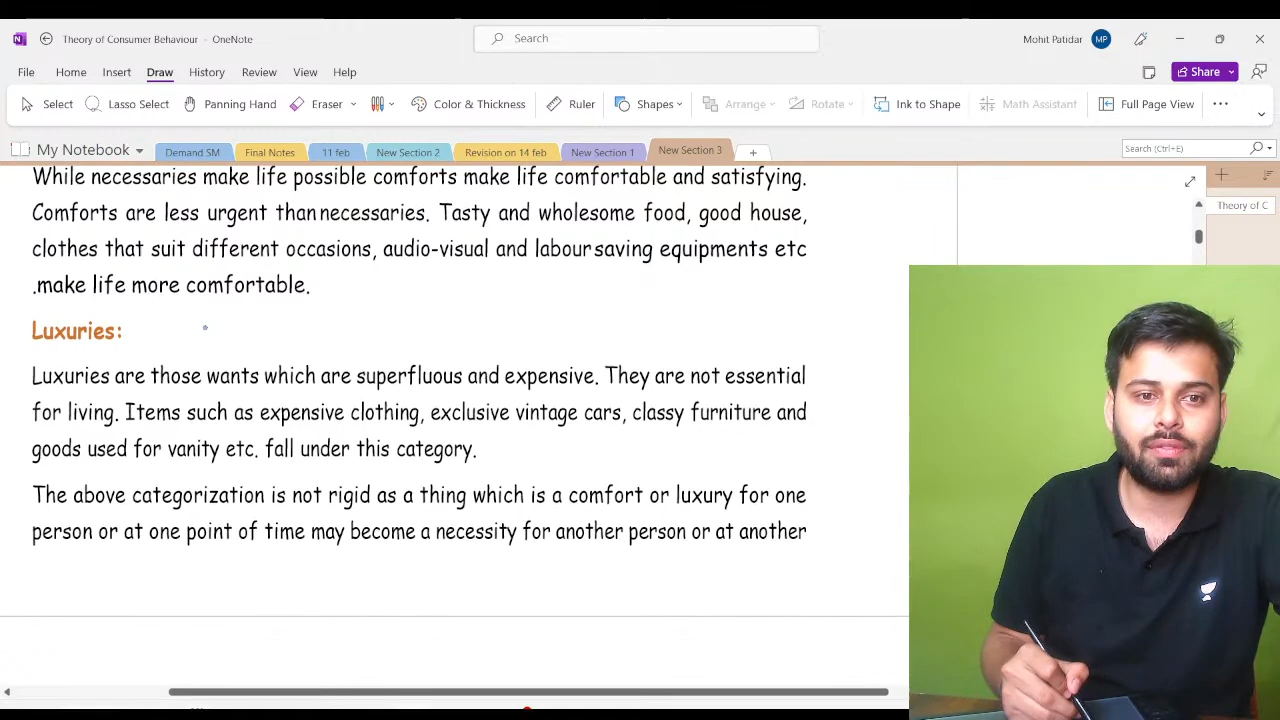 Theory of Consumer Behaviour - OneNote
Search
Mohit Patidar
MP
File Home Insert Draw History Review View Help
Share
Select Lasso Select Panning Hand Eraser Color & Thickness Ruler Shapes Arrange Rotate Ink to Shape Math Assistant Full Page View
My Notebook
Demand SM
Final Notes
11 feb
New Section 2
Revision on 14 feb
New Section 1
New Section 3
Search (Ctrl+E)
Theory of C
While necessaries make life possible comforts make life comfortable and satisfying.
Comforts are less urgent than necessaries. Tasty and wholesome food, good house,
clothes that suit different occasions, audio-visual and labour saving equipments etc
.make life more comfortable.
Luxuries:
Luxuries are those wants which are superfluous and expensive. They are not essential
for living. Items such as expensive clothing, exclusive vintage cars, classy furniture and
goods used for vanity etc. fall under this category.
The above categorization is not rigid as a thing which is a comfort or luxury for one
person or at one point of time may become a necessity for another person or at another